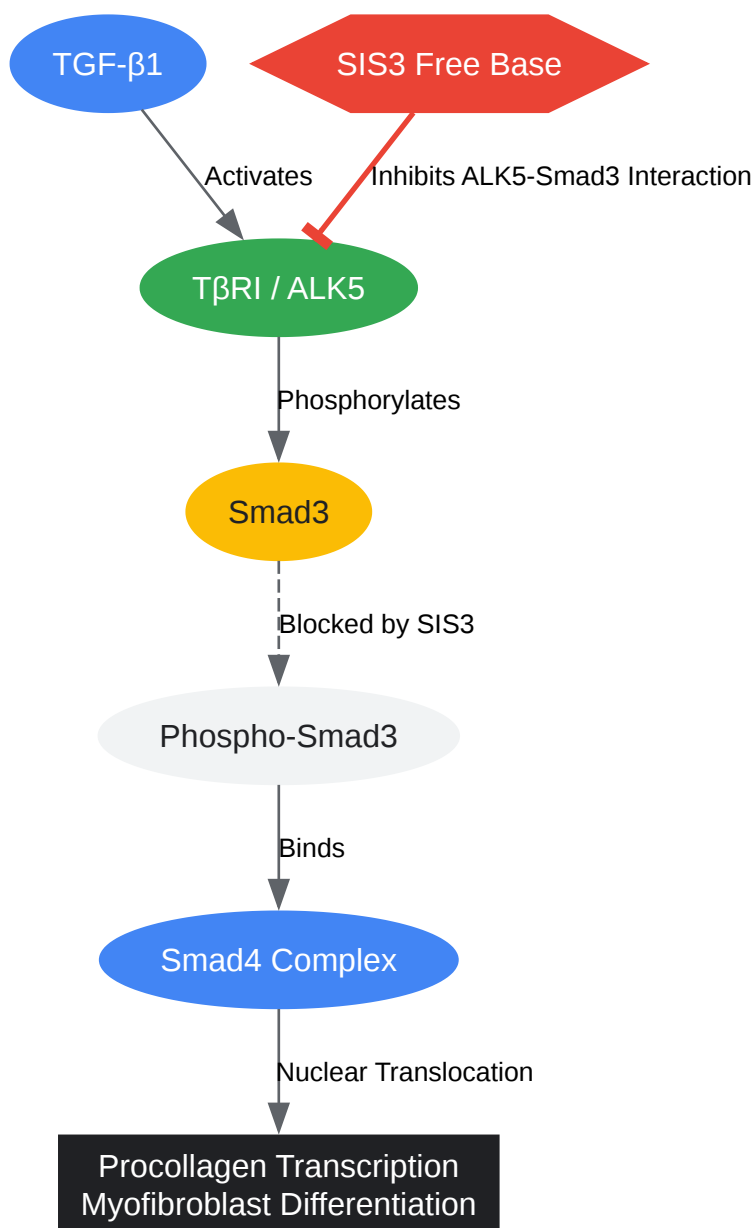 TGF-β1
SIS3 Free Base
Activates
Inhibits ALK5-Smad3 Interaction
TβRI / ALK5
Phosphorylates
Smad3
Blocked by SIS3
Phospho-Smad3
Binds
Smad4 Complex
Nuclear Translocation
Procollagen Transcription
Myofibroblast Differentiation